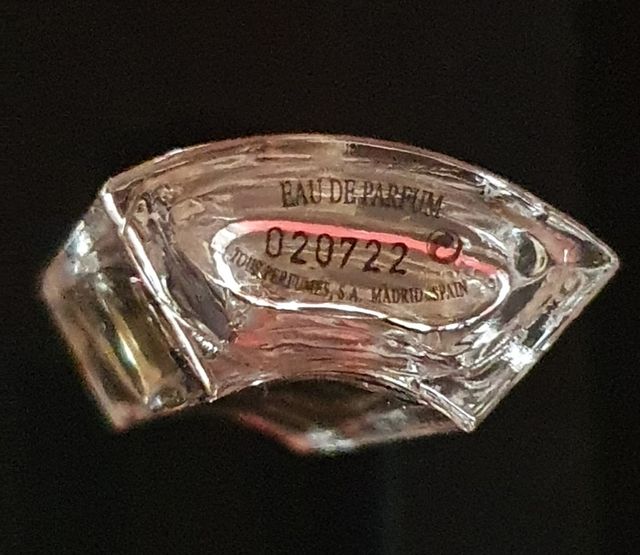 EAU DE PARFUM
020722
TOUS PERFUMES, S.A. MADRID-SPAIN